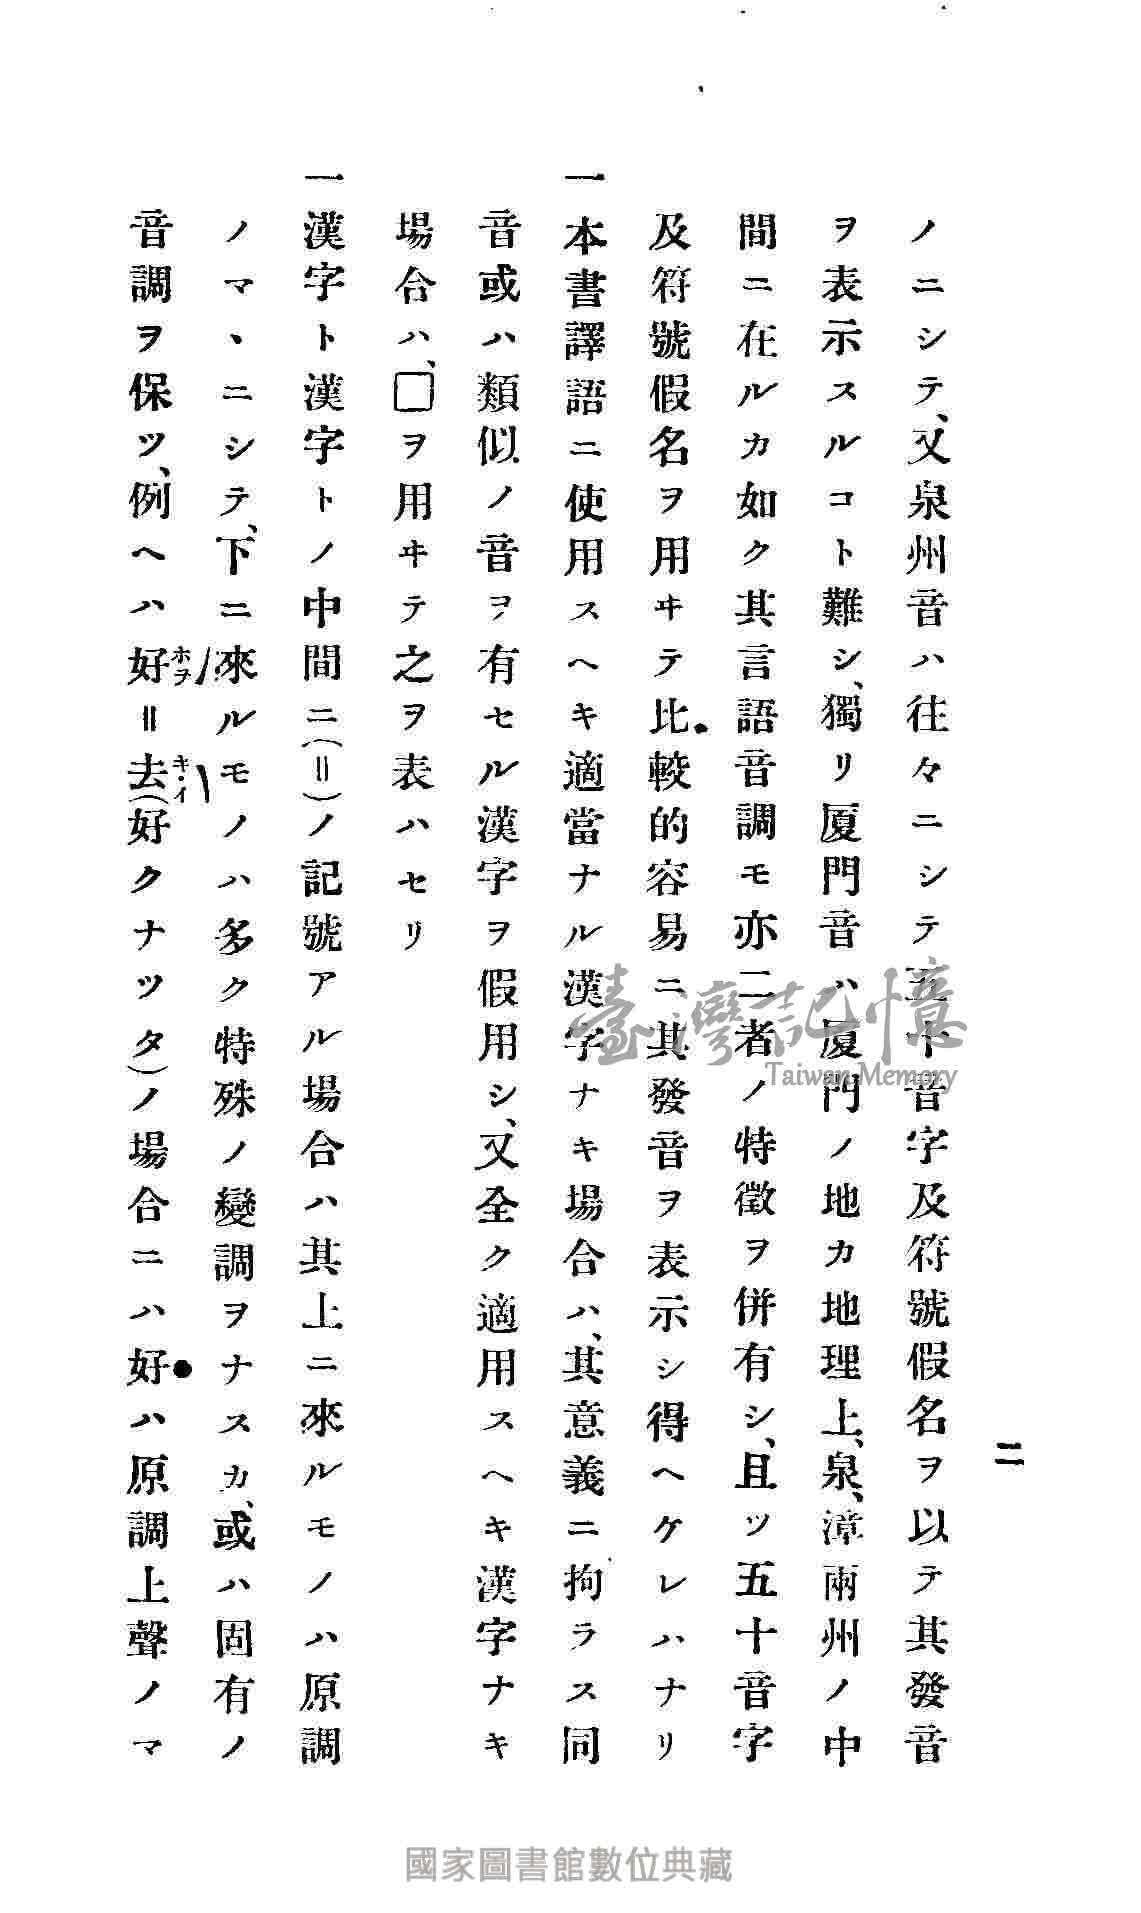 二
ノニシテ、又泉州音ハ往々ニシテ五十音字及符號假名ヲ以テ其發音
ヲ表示スルコト難シ、獨リ厦門音ハ厦門ノ地カ地理上、泉、漳兩州ノ中
間ニ在ルカ如ク其言語音調モ亦二者ノ特徵ヲ併有シ、且ツ五十音字
及符號假名ヲ用ヰテ比較的容易ニ其發音ヲ表示シ得ヘケレハナリ
一本書譯語ニ使用スヘキ適當ナル漢字ナキ場合ハ、其意義ニ拘ラス同
音或ハ類似ノ音ヲ有セル漢字ヲ假用シ、又全ク適用スヘキ漢字ナキ
場合ハ、□ヲ用ヰテ之ヲ表ハセリ
一漢字ト漢字トノ中間ニ(=)ノ記號アル場合ハ其上ニ來ルモノハ原調
ノマヽニシテ、下ニ來ルモノハ多ク特殊ノ變調ヲナスカ、或ハ固有ノ
音調ヲ保ツ、例ヘハ好ホヲ=去キ・イ(好クナツタ)ノ場合ニハ好●ハ原調上聲ノマ
臺灣記憶
Taiwan Memory
國家圖書館數位典藏